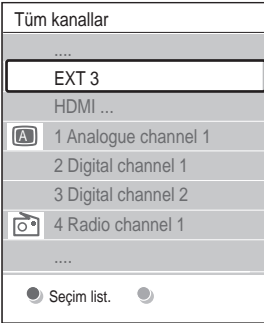 Tüm kanallar
....
EXT 3
HDMI ...
A 1 Analogue channel 1
2 Digital channel 1
3 Digital channel 2
4 Radio channel 1
....
Seçim list.